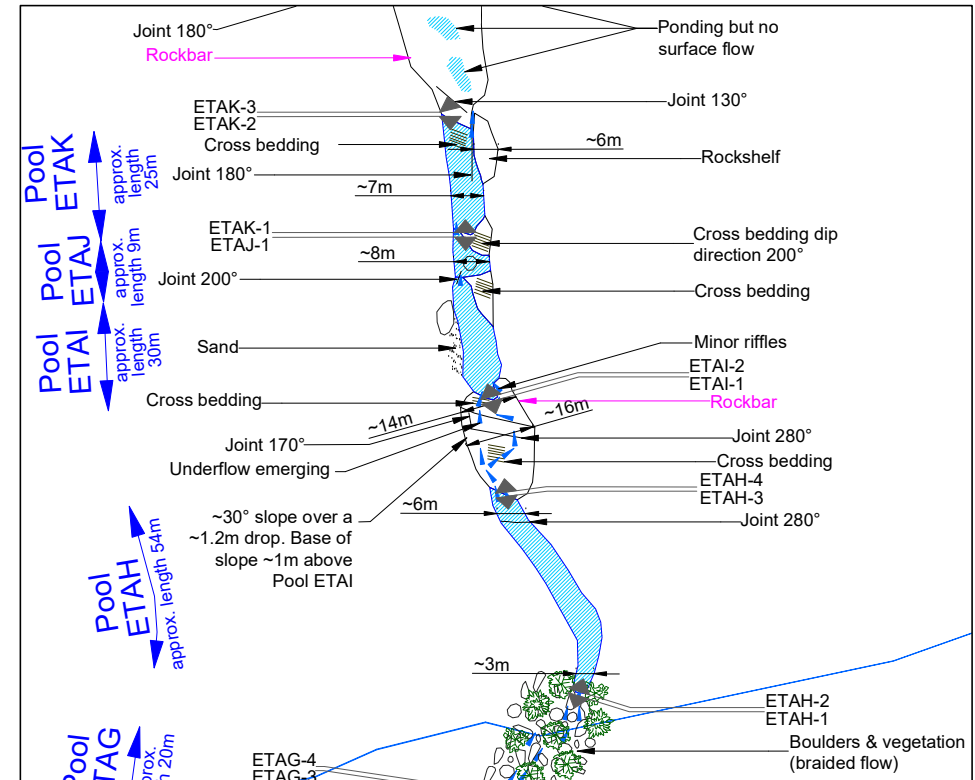 Joint 180°
Rockbar
Ponding but no
surface flow
ETAK-3
ETAK-2
Joint 130°
Cross bedding
~6m
Rockshelf
Joint 180°
~7m
Pool
ETAK
approx.
length
25m
ETAK-1
ETAJ-1
Cross bedding dip
direction 200°
~8m
Pool
ETAJ
approx.
length 9m
Joint 200°
Cross bedding
Pool
ETAI
approx.
length
30m
Sand
Minor riffles
ETAI-2
ETAI-1
Cross bedding
Rockbar
~14m
~16m
Joint 170°
Joint 280°
Underflow emerging
Cross bedding
ETAH-4
ETAH-3
~6m
Joint 280°
~30° slope over a
~1.2m drop. Base of
slope ~1m above
Pool ETAI
Pool
ETAH
approx. length 54m
~3m
ETAH-2
ETAH-1
Boulders & vegetation
(braided flow)
Pool
ETAG-4
ETAG-3